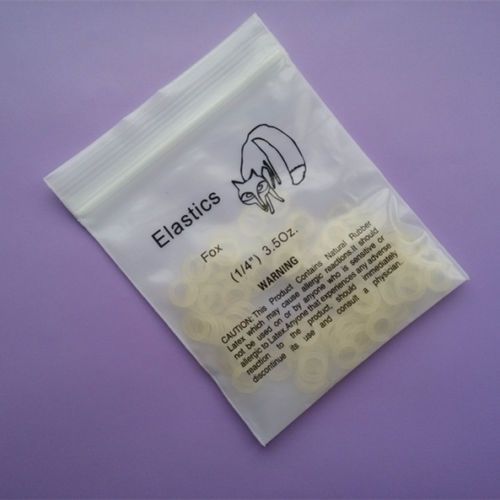 Elastics
Fox
(1/4") 3.5Oz.
WARNING
CAUTION: This Product Contains Natural Rubber
Latex which may cause allergic reactions.It should
not be used on or by anyone who is sensitive or
allergic to Latex.Anyone that experiences any adverse
reaction to the product, should immediately
discontinue its use and consult a physician.